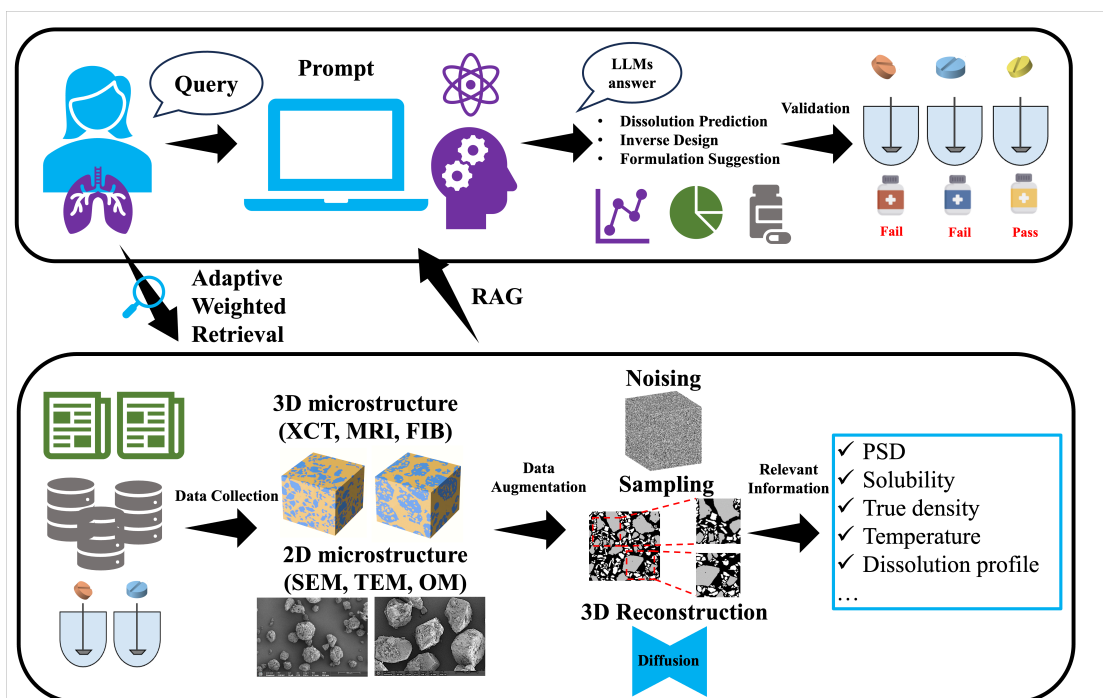 Query
Prompt
LLMs
answer
• Dissolution Prediction
• Inverse Design
• Formulation Suggestion
Validation
Fail
Fail
Pass
Adaptive
Weighted
Retrieval
RAG
3D microstructure
(XCT, MRI, FIB)
Data Collection
2D microstructure
(SEM, TEM, OM)
Data
Augmentation
Noising
Sampling
3D Reconstruction
Diffusion
Relevant
Information
✓ PSD
✓ Solubility
✓ True density
✓ Temperature
✓ Dissolution profile
…